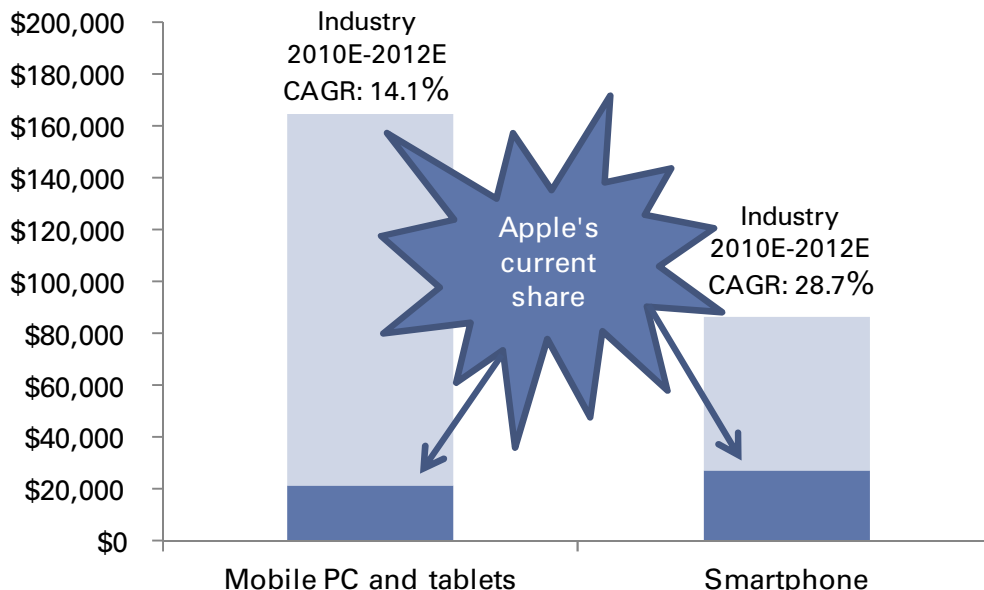 $200,000
$180,000
$160,000
$140,000
$120,000
$100,000
$80,000
$60,000
$40,000
$20,000
$0
Industry
2010E-2012E
CAGR: 14.1%
Apple's
current
share
Industry
2010E-2012E
CAGR: 28.7%
Mobile PC and tablets
Smartphone